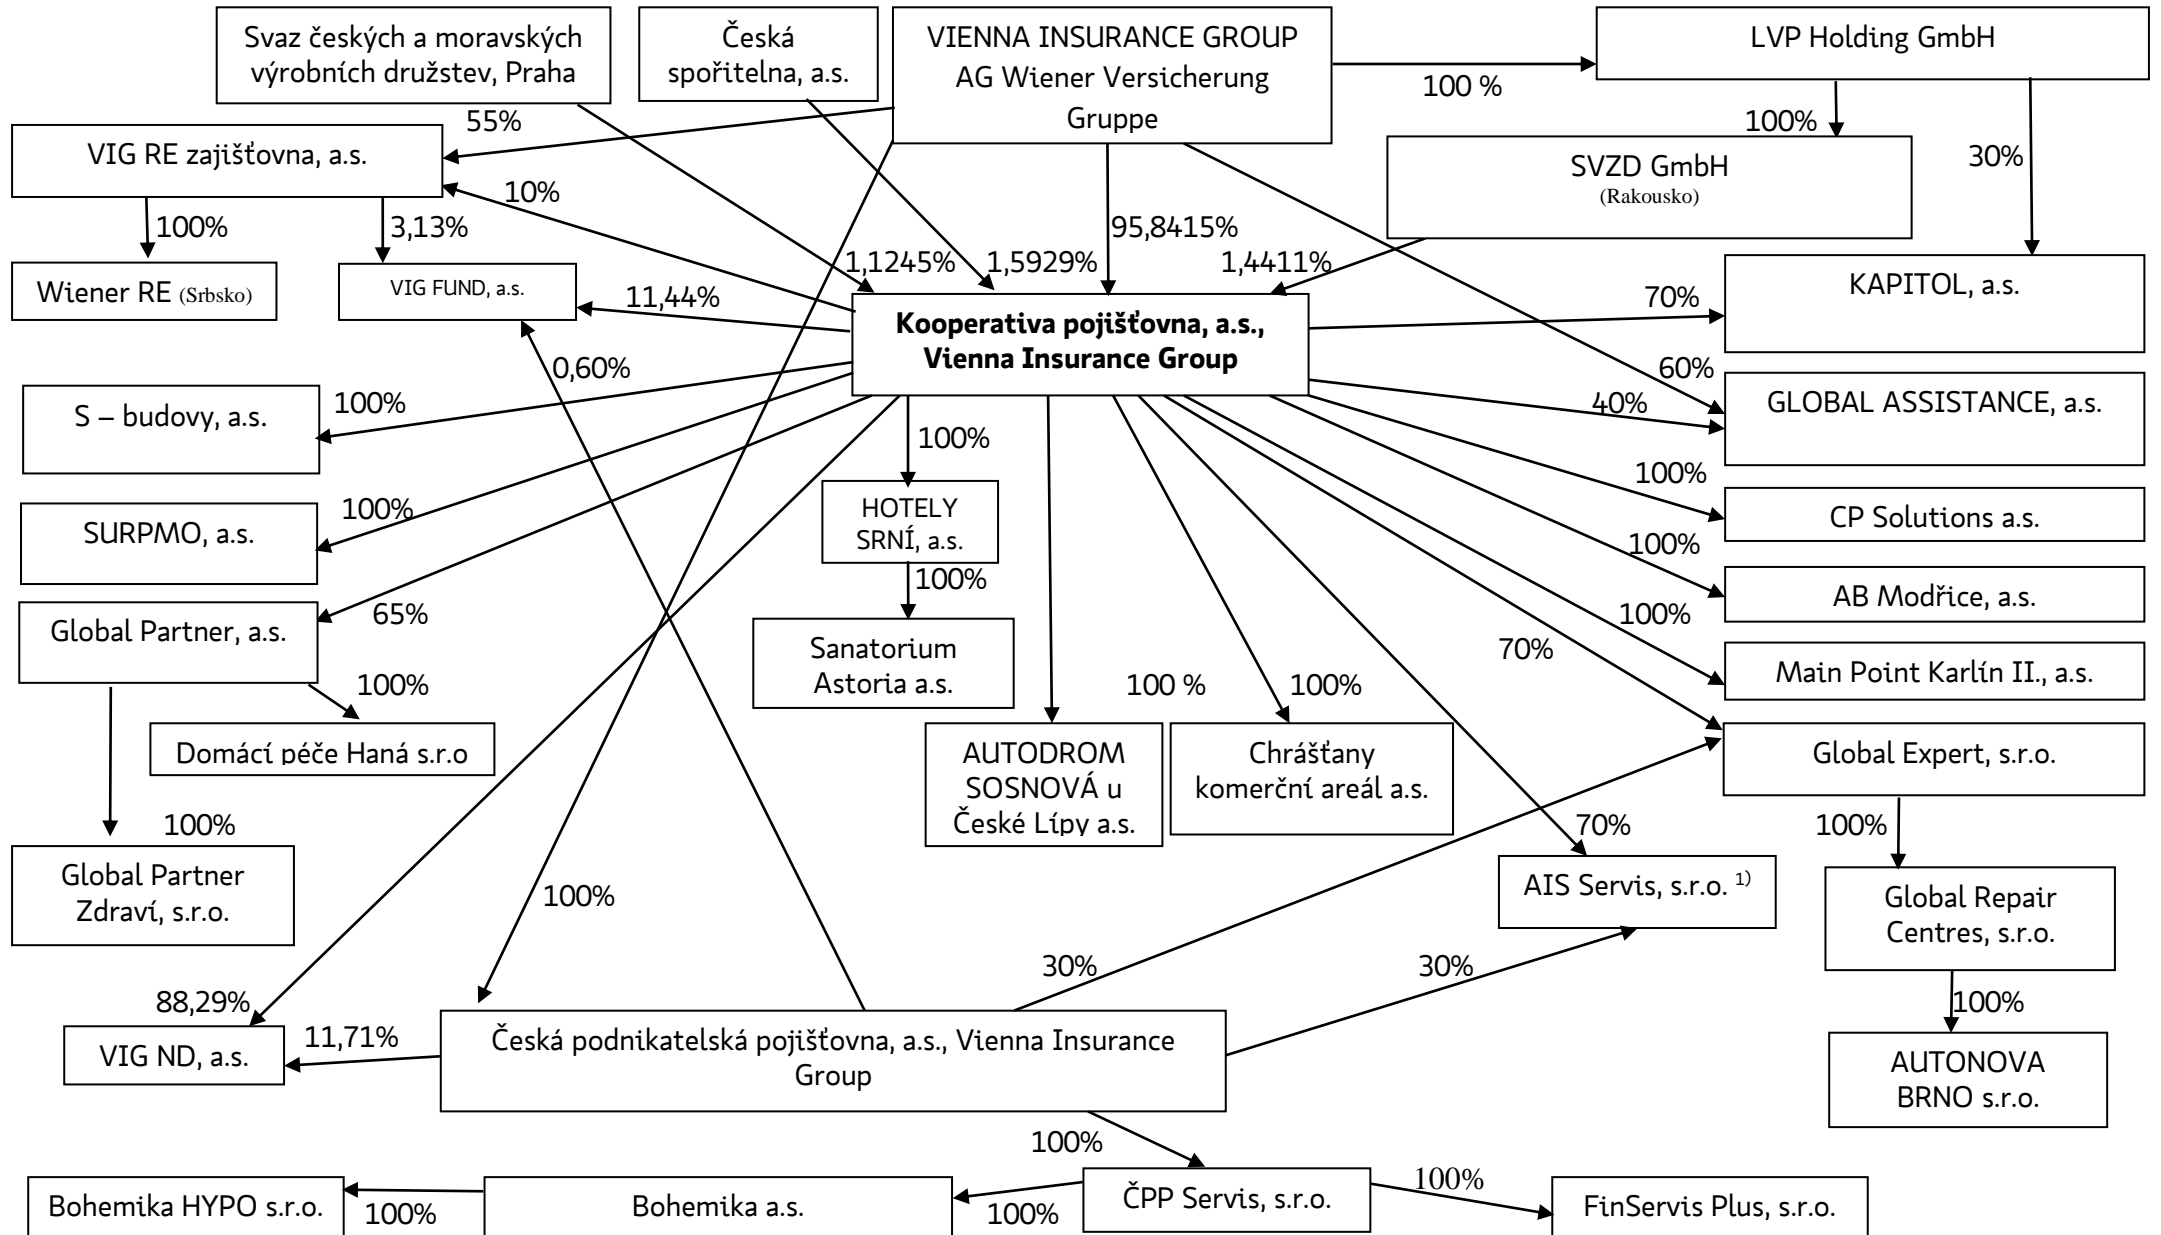 Svaz českých a moravských
výrobních družstev, Praha
Česká
spořitelna, a.s.
VIENNA INSURANCE GROUP
AG Wiener Versicherung
Gruppe
LVP Holding GmbH
100 %
55%
100%
VIG RE zajišťovna, a.s.
SVZD GmbH
(Rakousko)
30%
10%
100%
3,13%
95,8415%
1,1245%
1,5929%
1,4411%
Wiener RE (Srbsko)
VIG FUND, a.s.
11,44%
70%
KAPITOL, a.s.
Kooperativa pojišťovna, a.s.,
Vienna Insurance Group
0,60%
60%
S – budovy, a.s.
100%
40%
GLOBAL ASSISTANCE, a.s.
100%
100%
SURPMO, a.s.
100%
HOTELY
SRNÍ, a.s.
CP Solutions a.s.
100%
100%
AB Modřice, a.s.
Global Partner, a.s.
65%
100%
Sanatorium
Astoria a.s.
70%
Main Point Karlín II., a.s.
100%
100 %
100%
Domácí péče Haná s.r.o
AUTODROM
SOSNOVÁ u
České Lípy a.s.
Chrášťany
komerční areál a.s.
Global Expert, s.r.o.
100%
70%
100%
Global Partner
Zdraví, s.r.o.
100%
AIS Servis, s.r.o. 1)
Global Repair
Centres, s.r.o.
30%
30%
88,29%
100%
VIG ND, a.s.
11,71%
Česká podnikatelská pojišťovna, a.s., Vienna Insurance
Group
AUTONOVA
BRNO s.r.o.
100%
Bohemika HYPO s.r.o.
100%
Bohemika a.s.
100%
ČPP Servis, s.r.o.
100%
FinServis Plus, s.r.o.